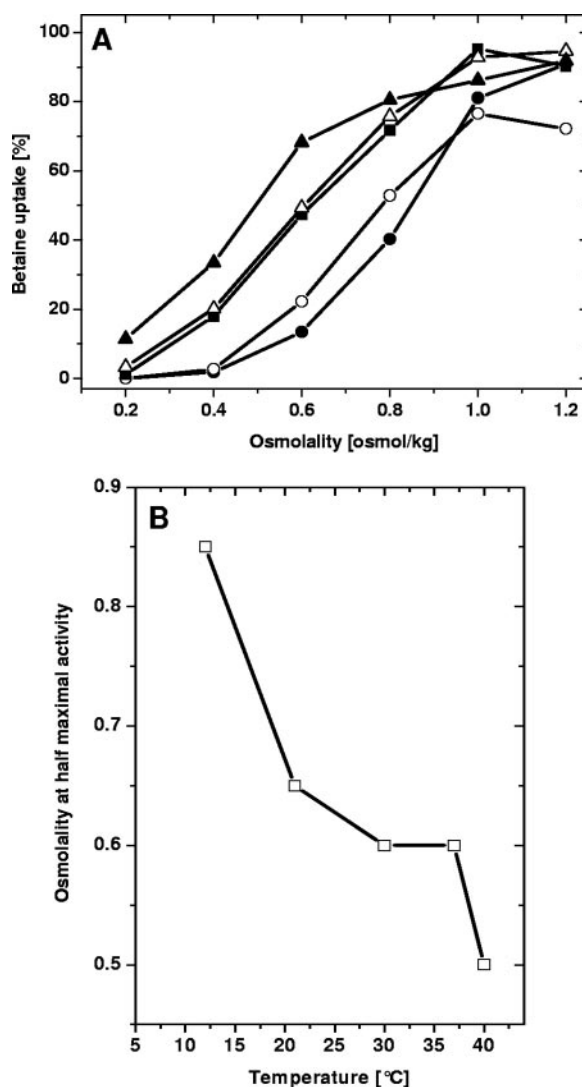 A
Betaine uptake [%]
100
80
60
40
20
0
0.2 0.4 0.6 0.8 1.0 1.2
Osmolality [osmol/kg]
B
Osmolality at half maximal activity
0.9
0.8
0.7
0.6
0.5
5 10 15 20 25 30 35 40
Temperature [°C]